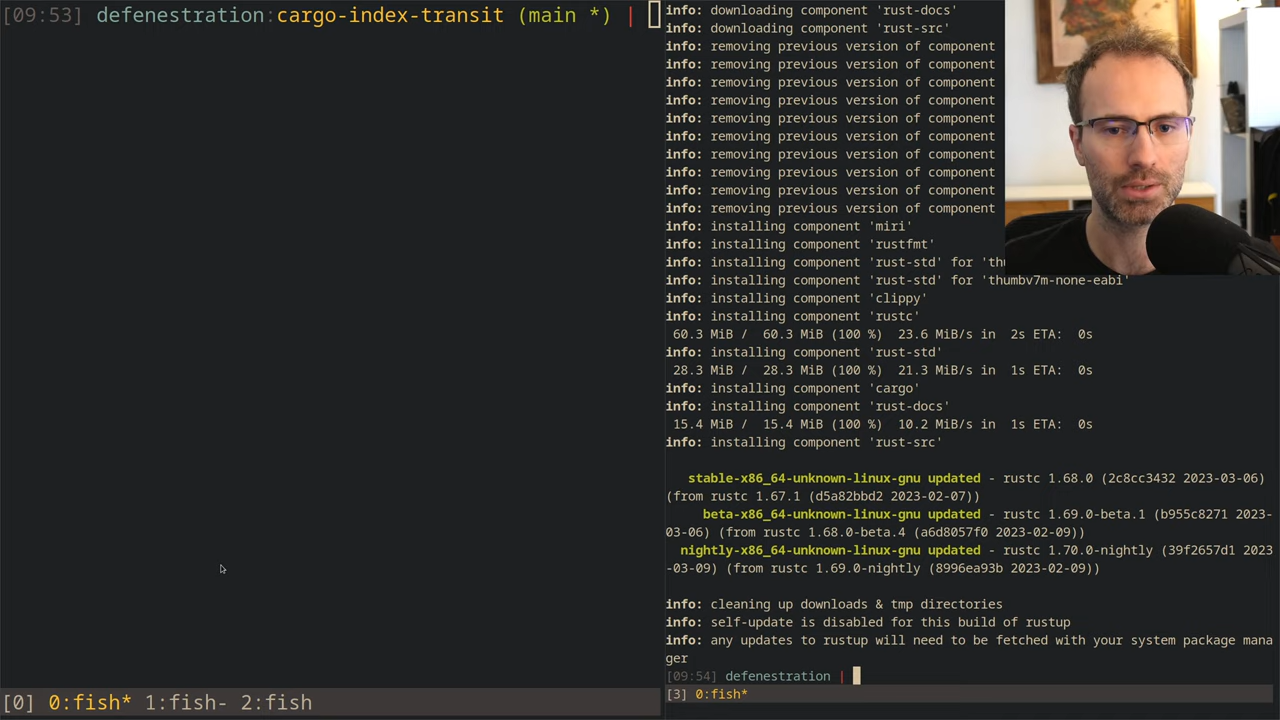 [09:53] defenestration:cargo-index-transit (main *) |
[0] 0:fish* 1:fish- 2:fish
info: downloading component 'rust-docs'
info: downloading component 'rust-src'
info: removing previous version of component
info: removing previous version of component
info: removing previous version of component
info: removing previous version of component
info: removing previous version of component
info: removing previous version of component
info: removing previous version of component
info: removing previous version of component
info: removing previous version of component
info: removing previous version of component
info: installing component 'miri'
info: installing component 'rustfmt'
info: installing component 'rust-std' for
info: installing component 'rust-std' for 'thumbv7m-none-eabi'
info: installing component 'clippy'
info: installing component 'rustc'
60.3 MiB / 60.3 MiB (100 %) 23.6 MiB/s in 2s ETA: 0s
info: installing component 'rust-std'
28.3 MiB / 28.3 MiB (100 %) 21.3 MiB/s in 1s ETA: 0s
info: installing component 'cargo'
info: installing component 'rust-docs'
15.4 MiB / 15.4 MiB (100 %) 10.2 MiB/s in 1s ETA: 0s
info: installing component 'rust-src'
stable-x86_64-unknown-linux-gnu updated - rustc 1.68.0 (2c8cc3432 2023-03-06)
(from rustc 1.67.1 (d5a82bbd2 2023-02-07))
beta-x86_64-unknown-linux-gnu updated - rustc 1.69.0-beta.1 (b955c8271 2023-
03-06) (from rustc 1.68.0-beta.4 (a6d8057f0 2023-02-09))
nightly-x86_64-unknown-linux-gnu updated - rustc 1.70.0-nightly (39f2657d1 2023
-03-09) (from rustc 1.69.0-nightly (8996ea93b 2023-02-09))
info: cleaning up downloads & tmp directories
info: self-update is disabled for this build of rustup
info: any updates to rustup will need to be fetched with your system package mana
ger
[09:54] defenestration |
[3] 0:fish*